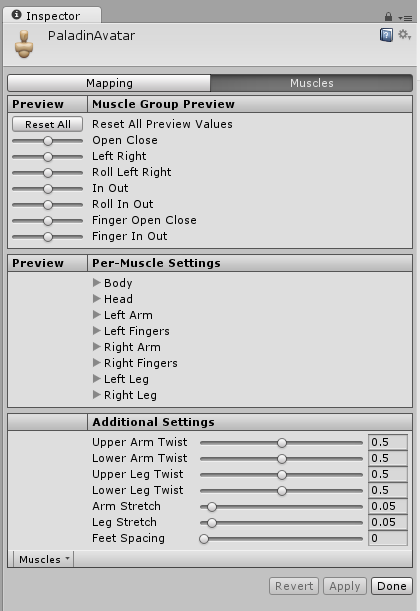 Inspector
PaladinAvatar
Mapping Muscles
Preview Muscle Group Preview
Reset All Reset All Preview Values
Open Close
Left Right
Roll Left Right
In Out
Roll In Out
Finger Open Close
Finger In Out
Preview Per-Muscle Settings
Body
Head
Left Arm
Left Fingers
Right Arm
Right Fingers
Left Leg
Right Leg
Additional Settings
Upper Arm Twist 0.5
Lower Arm Twist 0.5
Upper Leg Twist 0.5
Lower Leg Twist 0.5
Arm Stretch 0.05
Leg Stretch 0.05
Feet Spacing 0
Muscles
Revert Apply Done